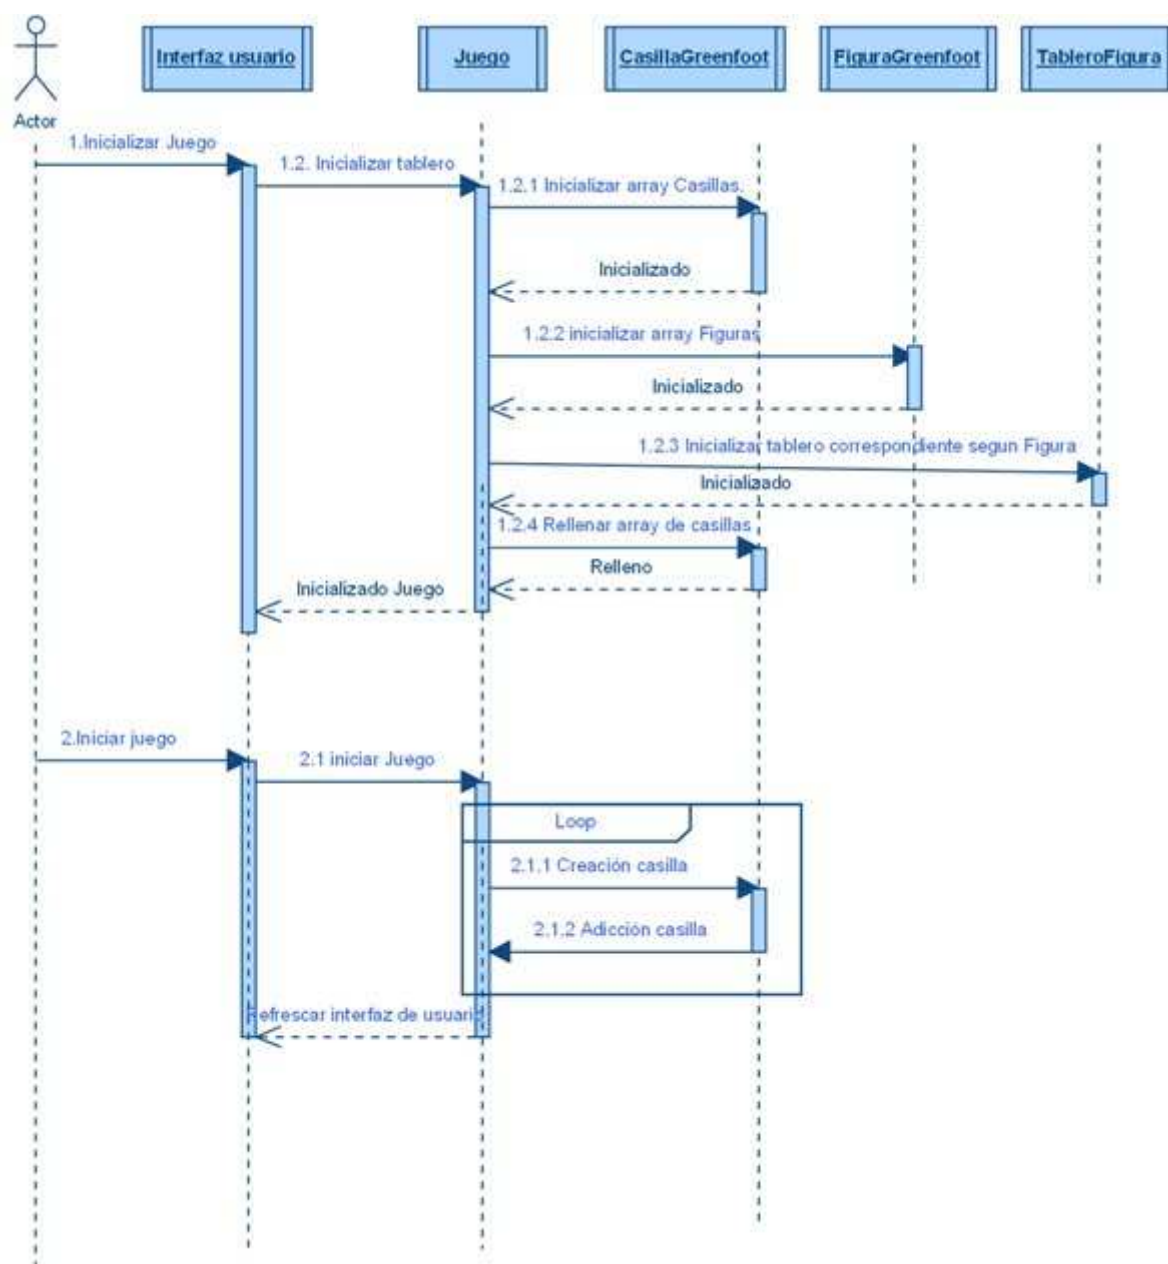 Interfaz usuario
Juego
CasillaGreenfoot
FiguraGreenfoot
TableroFigura
Actor
1.Inicializar Juego
1.2. Inicializar tablero
1.2.1 Inicializar array Casillas.
Inicializado
1.2.2 inicializar array Figuras
Inicializado
1.2.3 Inicializar tablero correspondiente segun Figura
Inicializado
1.2.4 Rellenar array de casillas
Relleno
Inicializado Juego
2.Iniciar juego
2.1 iniciar Juego
Loop
2.1.1 Creación casilla
2.1.2 Adicción casilla
Refrescar interfaz de usuario